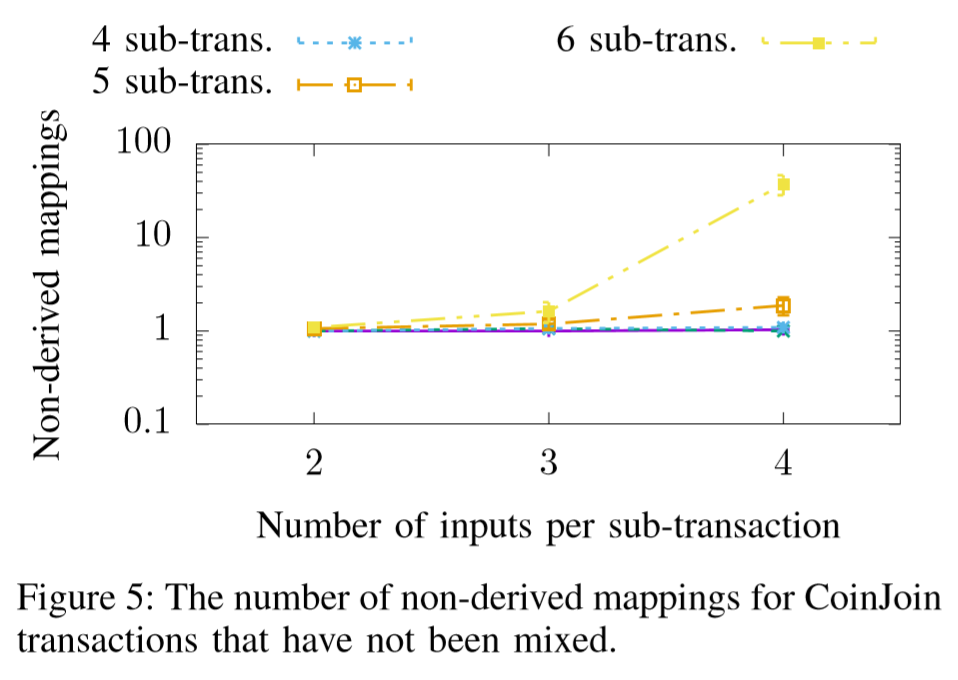 4 sub-trans.
5 sub-trans.
6 sub-trans.
Non-derived mappings
100
10
1
0.1
2
3
4
Number of inputs per sub-transaction
Figure 5: The number of non-derived mappings for CoinJoin
transactions that have not been mixed.